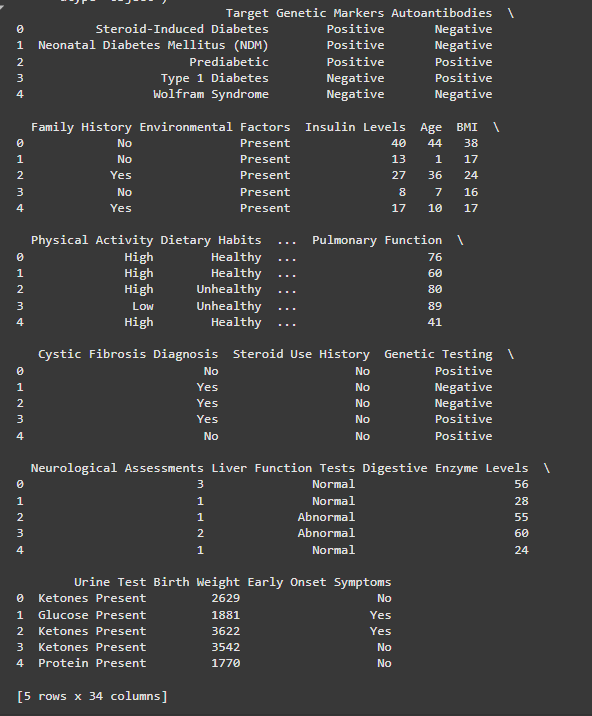 Target Genetic Markers Autoantibodies \
0 Steroid-Induced Diabetes Positive Negative
1 Neonatal Diabetes Mellitus (NDM) Positive Negative
2 Prediabetic Positive Positive
3 Type 1 Diabetes Negative Positive
4 Wolfram Syndrome Negative Negative
Family History Environmental Factors Insulin Levels Age BMI \
0 No Present 40 44 38
1 No Present 13 1 17
2 Yes Present 27 36 24
3 No Present 8 7 16
4 Yes Present 17 10 17
Physical Activity Dietary Habits ... Pulmonary Function \
0 High Healthy ... 76
1 High Healthy ... 60
2 High Unhealthy ... 80
3 Low Unhealthy ... 89
4 High Healthy ... 41
Cystic Fibrosis Diagnosis Steroid Use History Genetic Testing \
0 No No Positive
1 Yes No Negative
2 Yes No Negative
3 Yes No Positive
4 No No Positive
Neurological Assessments Liver Function Tests Digestive Enzyme Levels \
0 3 Normal 56
1 1 Normal 28
2 1 Abnormal 55
3 2 Abnormal 60
4 1 Normal 24
Urine Test Birth Weight Early Onset Symptoms
0 Ketones Present 2629 No
1 Glucose Present 1881 Yes
2 Ketones Present 3622 Yes
3 Ketones Present 3542 No
4 Protein Present 1770 No
[5 rows x 34 columns]